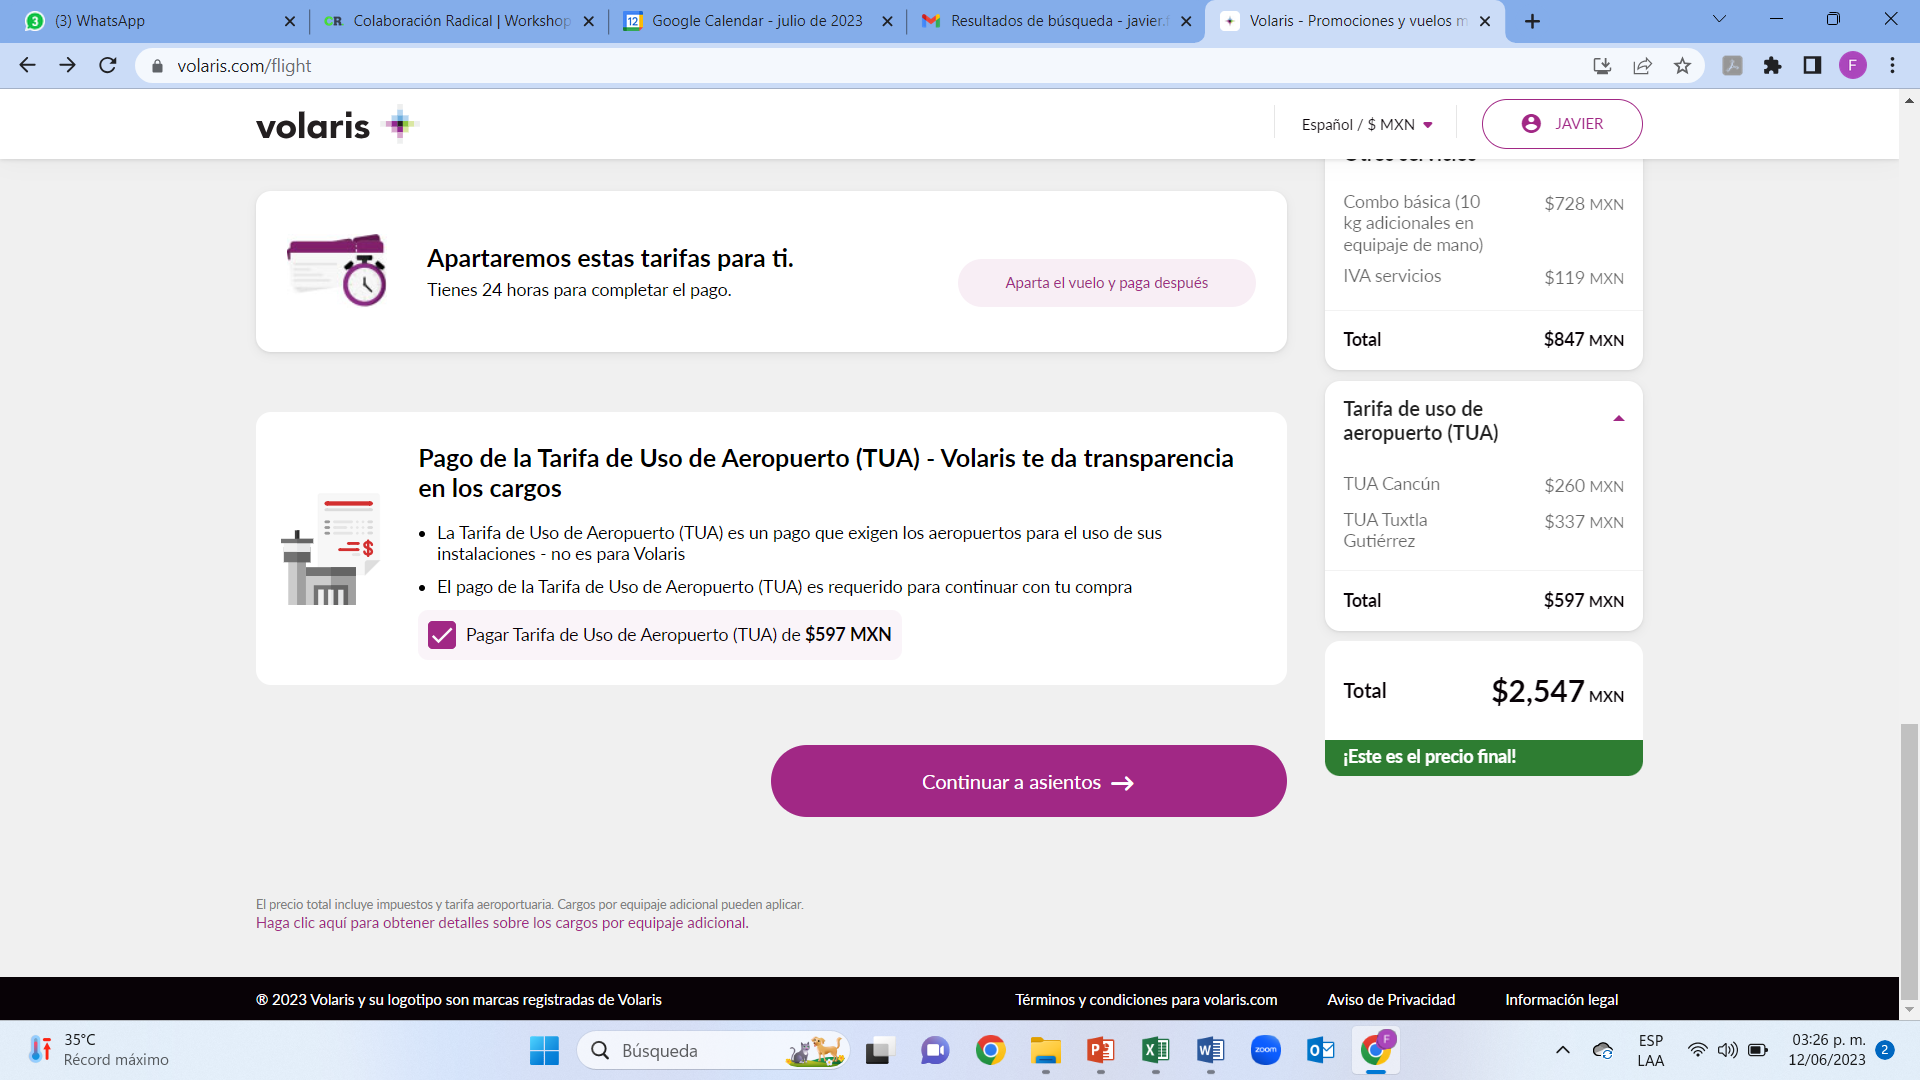 (3) WhatsApp
Colaboración Radical | Workshop
Google Calendar - julio de 2023
Resultados de búsqueda - javier.f
Volaris - Promociones y vuelos m
volaris.com/flight
F
volaris
Español / $ MXN
JAVIER
Otros servicios
Combo básica (10
kg adicionales en
equipaje de mano)
$728 MXN
IVA servicios
$119 MXN
Total
$847 MXN
Apartaremos estas tarifas para ti.
Tienes 24 horas para completar el pago.
Aparta el vuelo y paga después
Pago de la Tarifa de Uso de Aeropuerto (TUA) - Volaris te da transparencia
en los cargos
La Tarifa de Uso de Aeropuerto (TUA) es un pago que exigen los aeropuertos para el uso de sus
instalaciones - no es para Volaris
El pago de la Tarifa de Uso de Aeropuerto (TUA) es requerido para continuar con tu compra
Pagar Tarifa de Uso de Aeropuerto (TUA) de $597 MXN
Tarifa de uso de
aeropuerto (TUA)
TUA Cancún
$260 MXN
TUA Tuxtla
Gutiérrez
$337 MXN
Total
$597 MXN
Total
$2,547 MXN
¡Este es el precio final!
Continuar a asientos
El precio total incluye impuestos y tarifa aeroportuaria. Cargos por equipaje adicional pueden aplicar.
Haga clic aquí para obtener detalles sobre los cargos por equipaje adicional.
® 2023 Volaris y su logotipo son marcas registradas de Volaris
Términos y condiciones para volaris.com
Aviso de Privacidad
Información legal
35°C
Récord máximo
Búsqueda
zoom
ESP
LAA
03:26 p. m.
12/06/2023
2